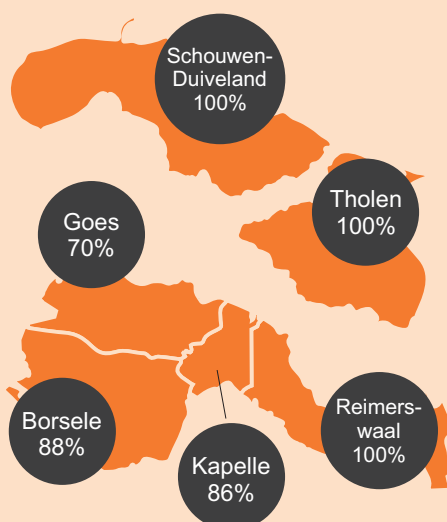 Schouwen-
Duiveland
100%
Tholen
100%
Goes
70%
Borsele
88%
Kapelle
86%
Reimers-
waal
100%